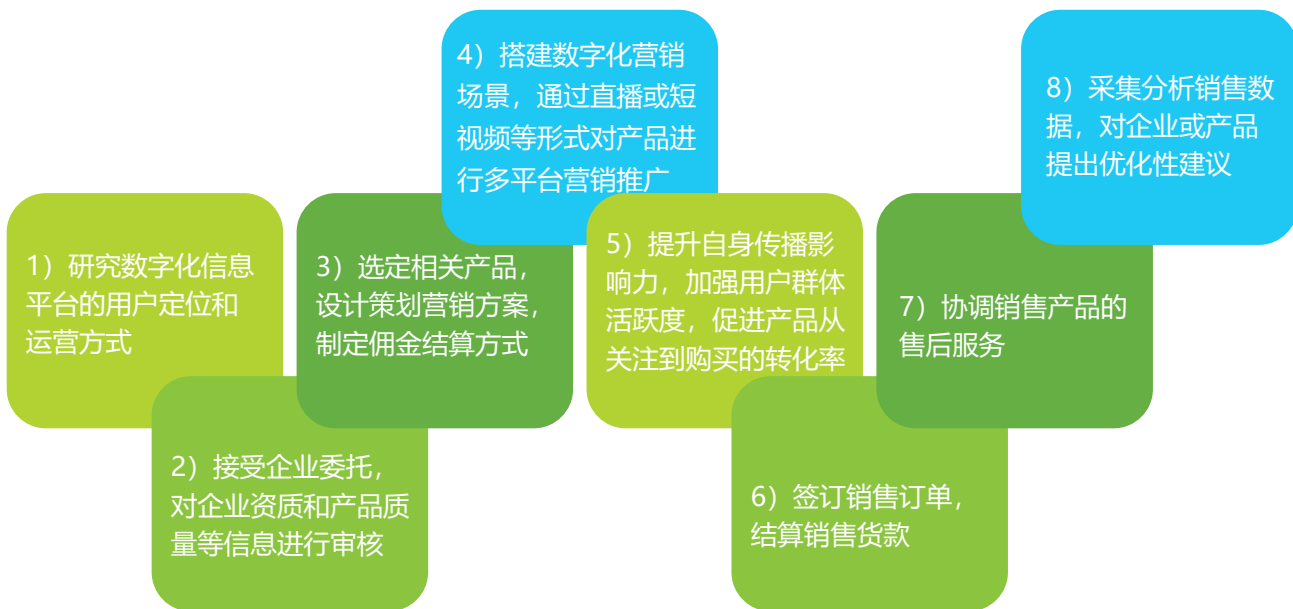 1）研究数字化信息
平台的用户定位和
运营方式
2）接受企业委托，
对企业资质和产品质
量等信息进行审核
3）选定相关产品，
设计策划营销方案，
制定佣金结算方式
4）搭建数字化营销
场景，通过直播或短
视频等形式对产品进
行多平台营销推广
5）提升自身传播影
响力，加强用户群体
活跃度，促进产品从
关注到购买的转化率
6）签订销售订单，
结算销售货款
7）协调销售产品的
售后服务
8）采集分析销售数
据，对企业或产品
提出优化性建议